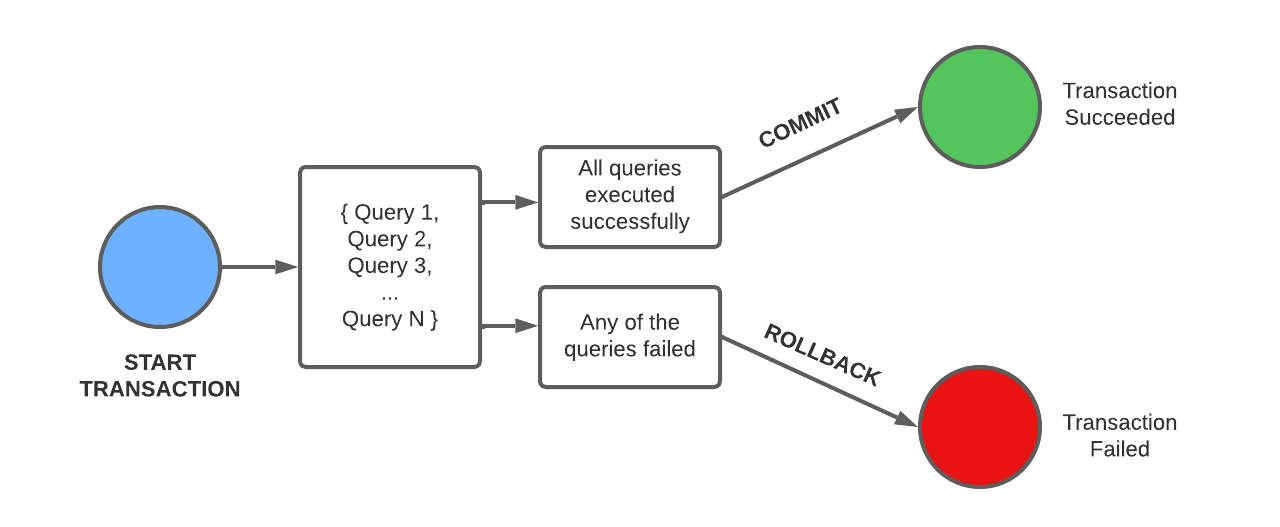 START
TRANSACTION
{ Query 1,
Query 2,
Query 3,
...
Query N }
All queries
executed
successfully
Any of the
queries failed
COMMIT
ROLLBACK
Transaction
Succeeded
Transaction
Failed